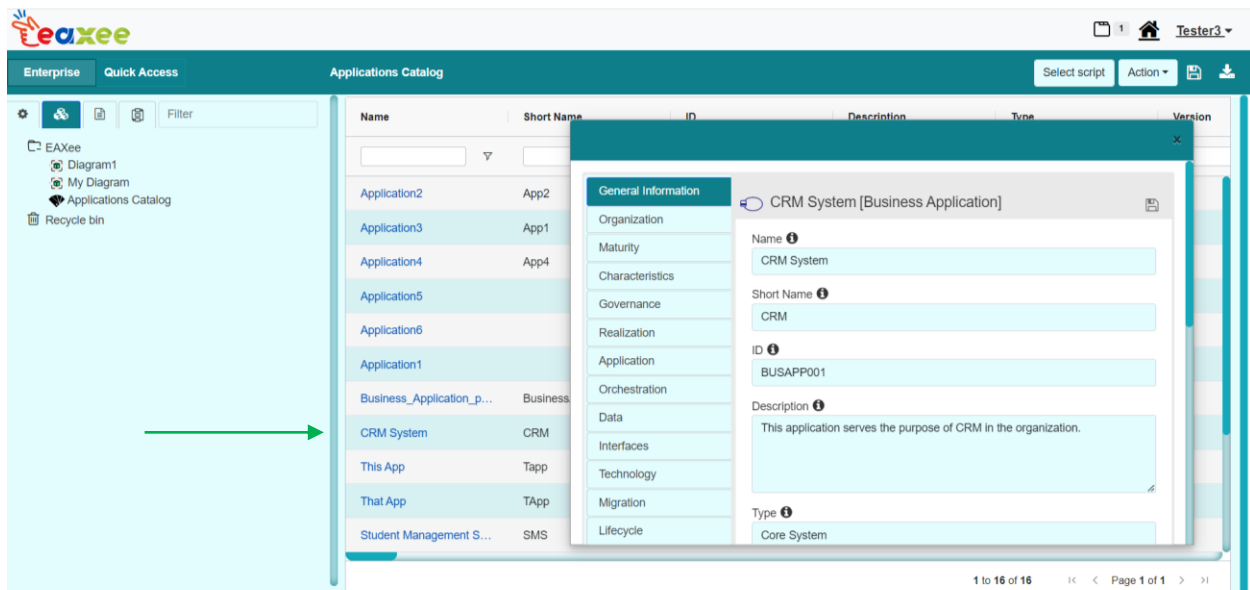 eaxee
1
Tester3
Enterprise
Quick Access
Applications Catalog
Select script
Action
Filter
EAXee
Diagram1
My Diagram
Applications Catalog
Recycle bin
Name
Short Name
ID
Description
Type
Version
Application2
App2
Application3
App1
Application4
App4
Application5
Application6
Application1
Business_Application_p...
Business
CRM System
CRM
This App
Tapp
That App
TApp
Student Management S...
SMS
x
General Information
Organization
Maturity
Characteristics
Governance
Realization
Application
Orchestration
Data
Interfaces
Technology
Migration
Lifecycle
CRM System [Business Application]
Name
CRM System
Short Name
CRM
ID
BUSAPP001
Description
This application serves the purpose of CRM in the organization.
Type
Core System
1 to 16 of 16
Page 1 of 1